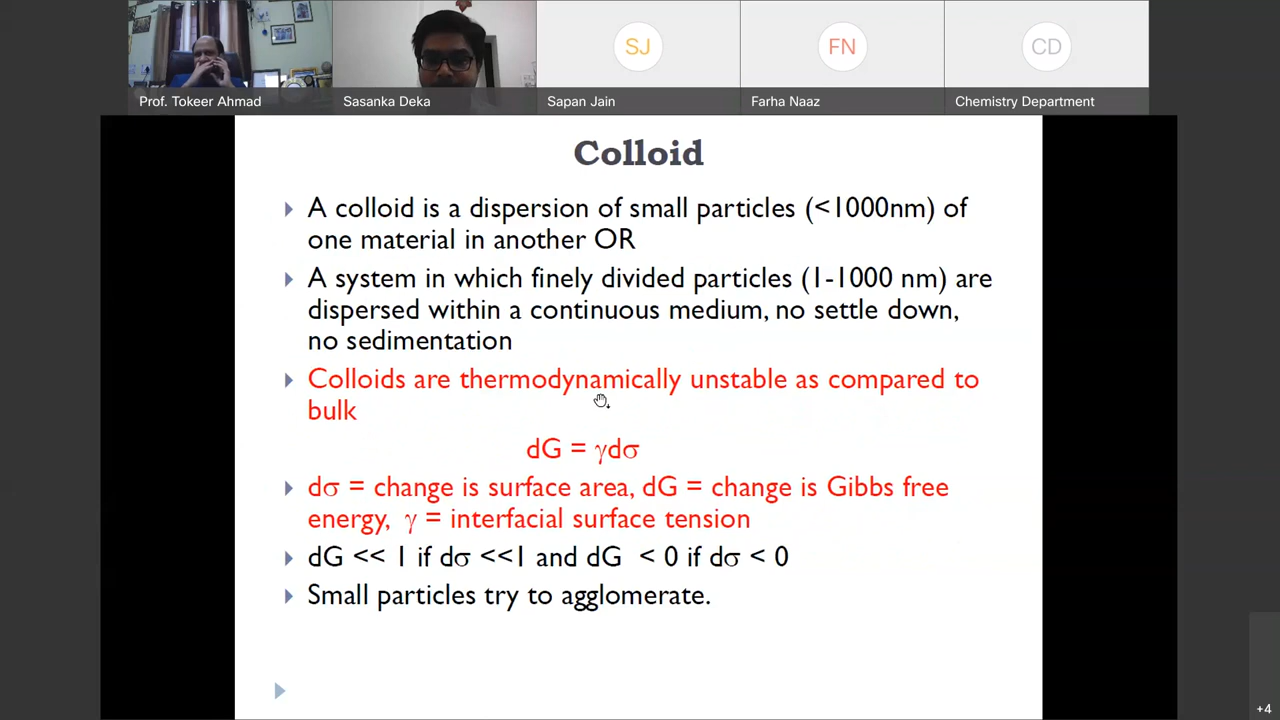 SJ
FN
CD
Prof. Tokeer Ahmad
Sasanka Deka
Sapan Jain
Farha Naaz
Chemistry Department
Colloid
A colloid is a dispersion of small particles (<1000nm) of
one material in another OR
A system in which finely divided particles (1-1000 nm) are
dispersed within a continuous medium, no settle down,
no sedimentation
Colloids are thermodynamically unstable as compared to
bulk
dG = γdσ
dσ = change is surface area, dG = change is Gibbs free
energy, γ = interfacial surface tension
dG << 1 if dσ <<1 and dG < 0 if dσ < 0
Small particles try to agglomerate.
+4